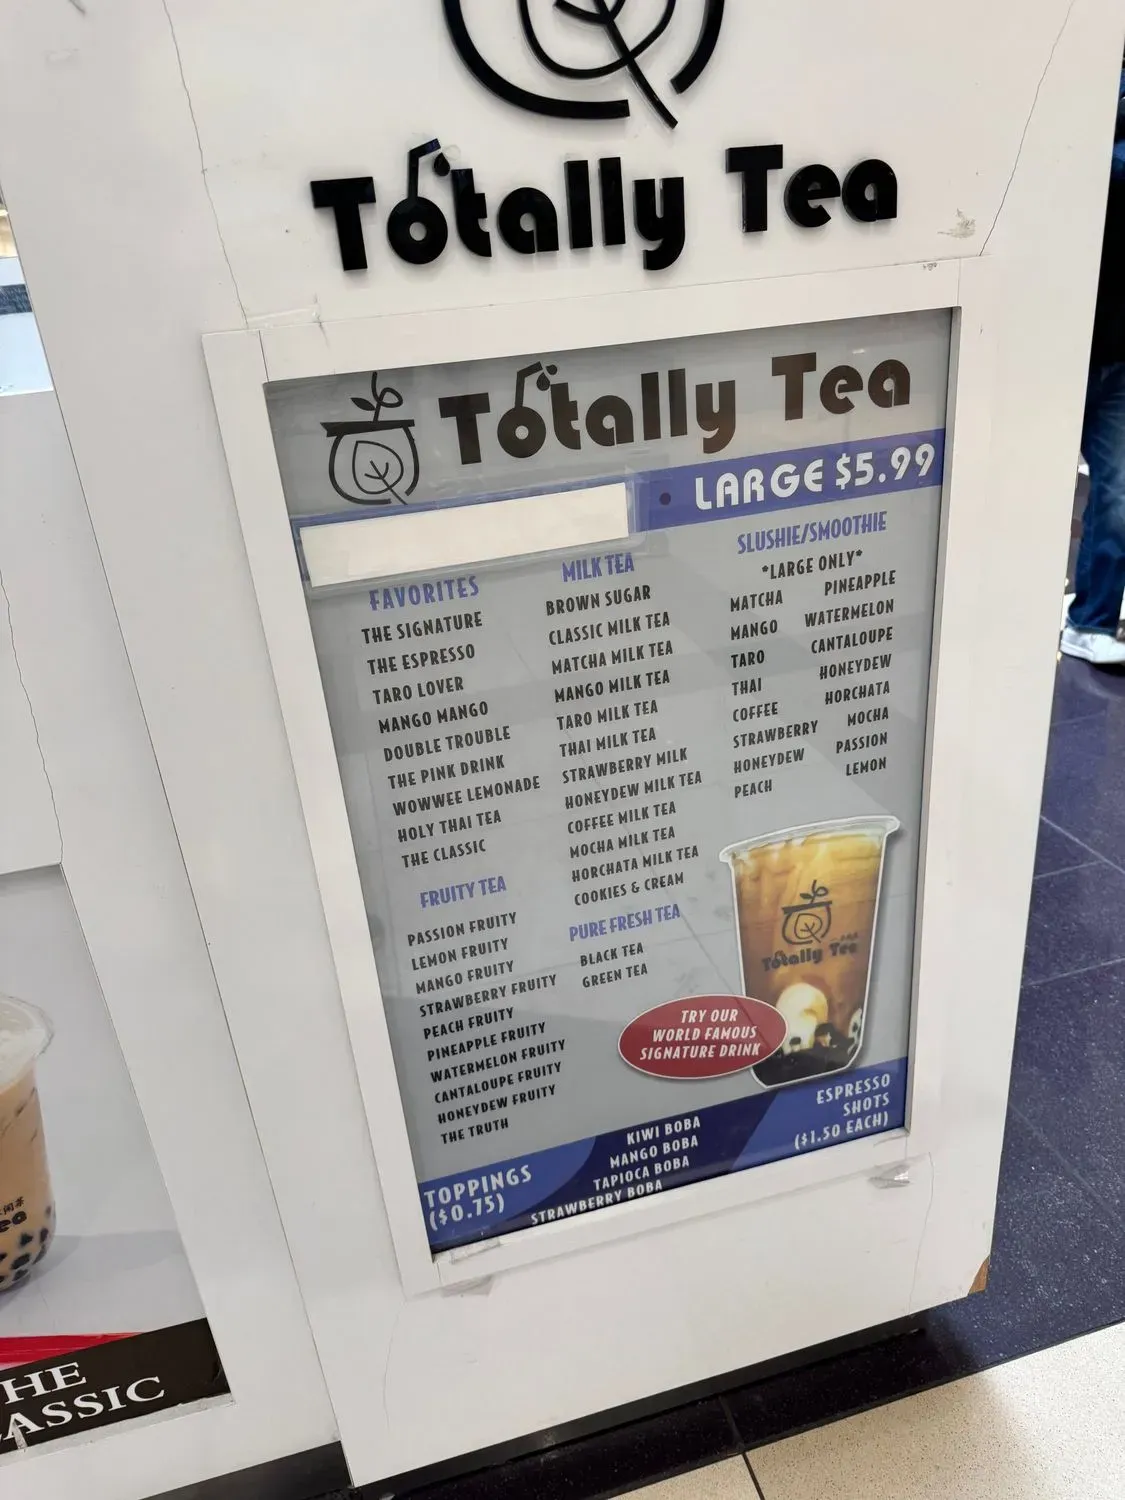 Totally Tea
Totally Tea
LARGE $5.99
FAVORITES
THE SIGNATURE
THE ESPRESSO
TARO LOVER
MANGO MANGO
DOUBLE TROUBLE
THE PINK DRINK
WOWWEE LEMONADE
HOLY THAI TEA
THE CLASSIC
FRUITY TEA
PASSION FRUITY
LEMON FRUITY
MANGO FRUITY
STRAWBERRY FRUITY
PEACH FRUITY
PINEAPPLE FRUITY
WATERMELON FRUITY
CANTALOUPE FRUITY
HONEYDEW FRUITY
THE TRUTH
MILK TEA
BROWN SUGAR
CLASSIC MILK TEA
MATCHA MILK TEA
MANGO MILK TEA
TARO MILK TEA
THAI MILK TEA
STRAWBERRY MILK
HONEYDEW MILK TEA
COFFEE MILK TEA
MOCHA MILK TEA
HORCHATA MILK TEA
COOKIES & CREAM
PURE FRESH TEA
BLACK TEA
GREEN TEA
SLUSHIE/SMOOTHIE
*LARGE ONLY*
MATCHA
MANGO
TARO
THAI
COFFEE
STRAWBERRY
HONEYDEW
PEACH
PINEAPPLE
WATERMELON
CANTALOUPE
HONEYDEW
HORCHATA
MOCHA
PASSION
LEMON
Totally Tea
TRY OUR
WORLD FAMOUS
SIGNATURE DRINK
TOPPINGS
($0.75)
KIWI BOBA
MANGO BOBA
TAPIOCA BOBA
STRAWBERRY BOBA
ESPRESSO
SHOTS
($1.50 EACH)
HE
ASSIC